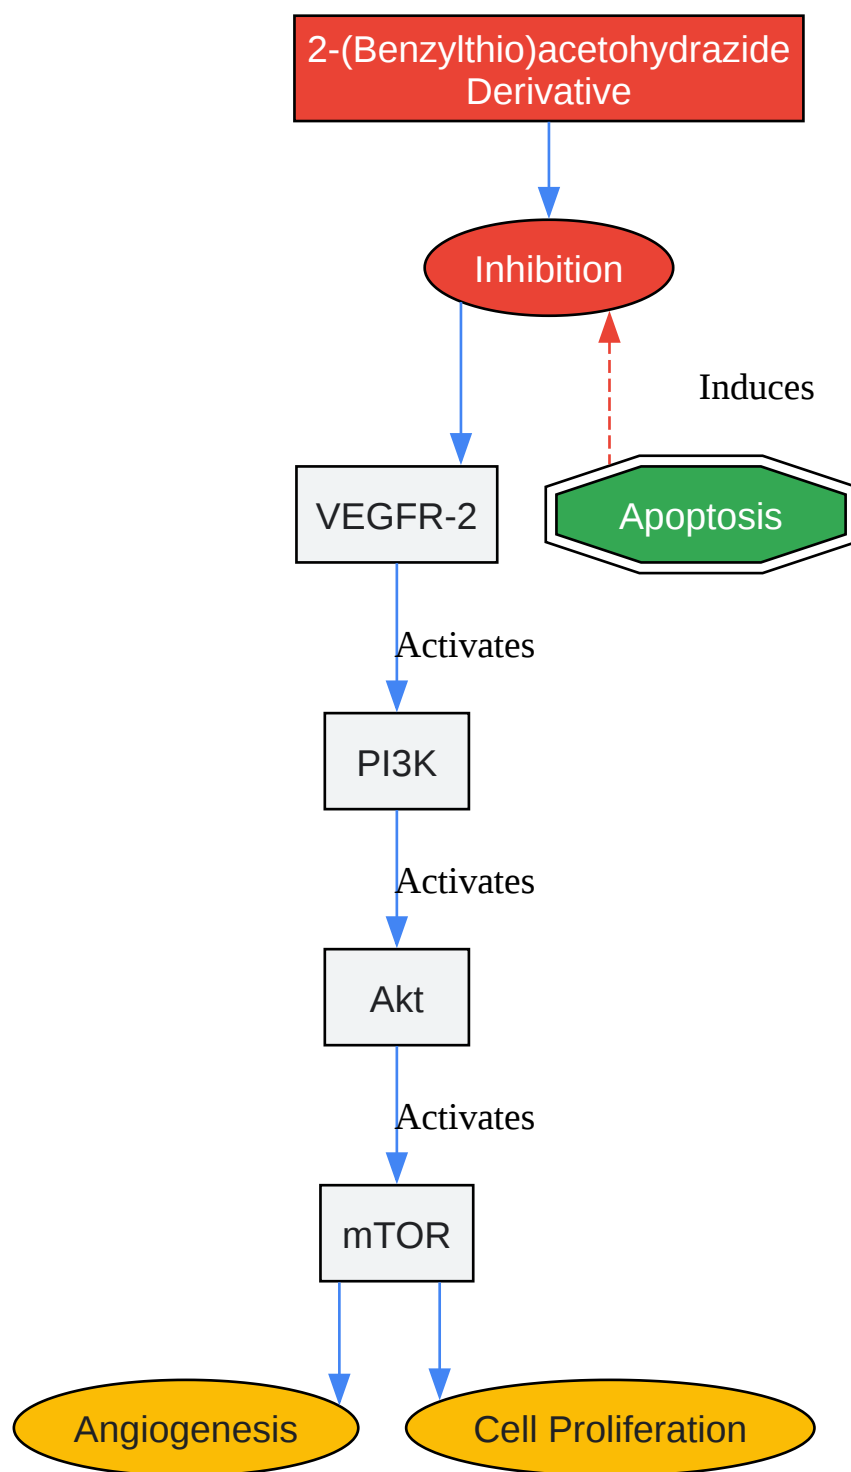 2-(Benzylthio)acetohydrazide
Derivative
Inhibition
Induces
VEGFR-2
Apoptosis
Activates
PI3K
Activates
Akt
Activates
mTOR
Angiogenesis
Cell Proliferation